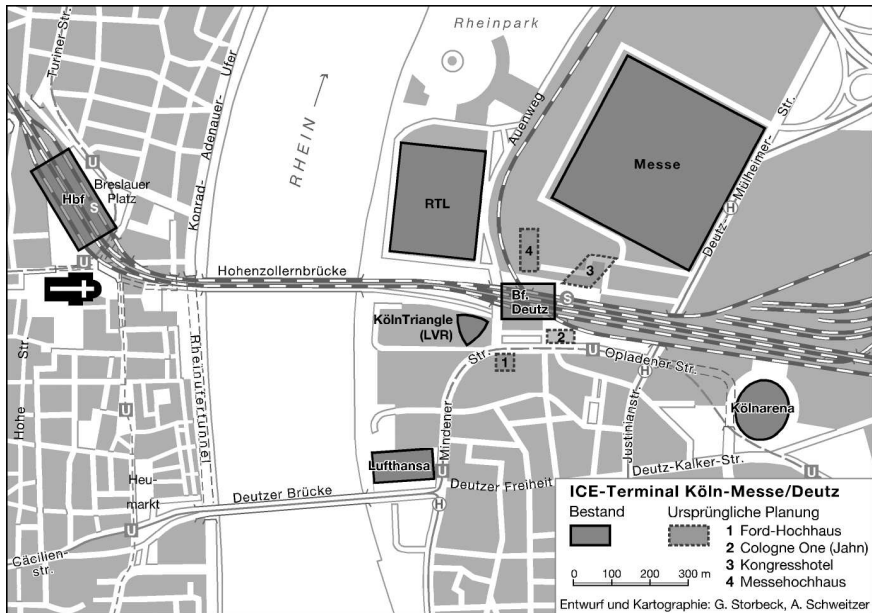 Rheinpark
Turiner Str.
Konrad-Adenauer-Ufer
RHEIN
Auenweg
Messe
Deutz-Mülheimer-Str.
U
Breslauer
Platz
Hbf
S
RTL
H
4
3
U
Hohenzollernbrücke
Bf.
Deutz
S
KölnTriangle
(LVR)
2
Str.
1
U
Opladener Str.
H
Hohe Str.
Rheinufertunnel
U
Mindener
Justinianstr.
Kölnarena
Lufthansa
U
Deutz-Kalker-Str.
U
Heu-
markt
Deutzer Brücke
Deutzer Freiheit
H
U
Cäcilien-
str.
ICE-Terminal Köln-Messe/Deutz
Bestand
Ursprüngliche Planung
1 Ford-Hochhaus
2 Cologne One (Jahn)
3 Kongresshotel
4 Messehochhaus
0 100 200 300 m
Entwurf und Kartographie: G. Storbeck, A. Schweitzer